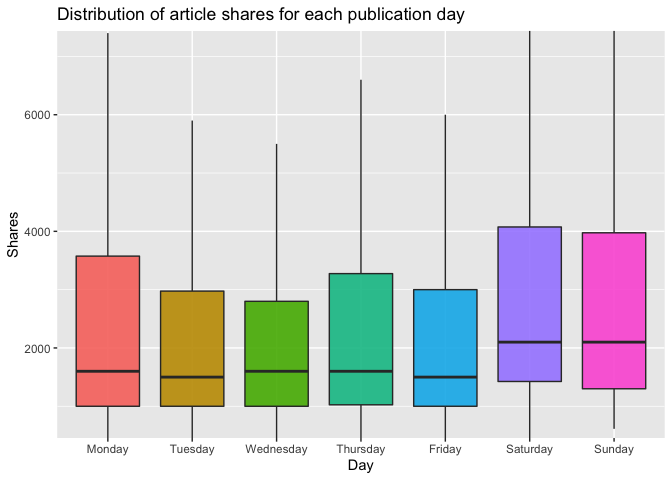 Distribution of article shares for each publication day
Shares
6000
4000
2000
Monday Tuesday Wednesday Thursday Friday Saturday Sunday
Day